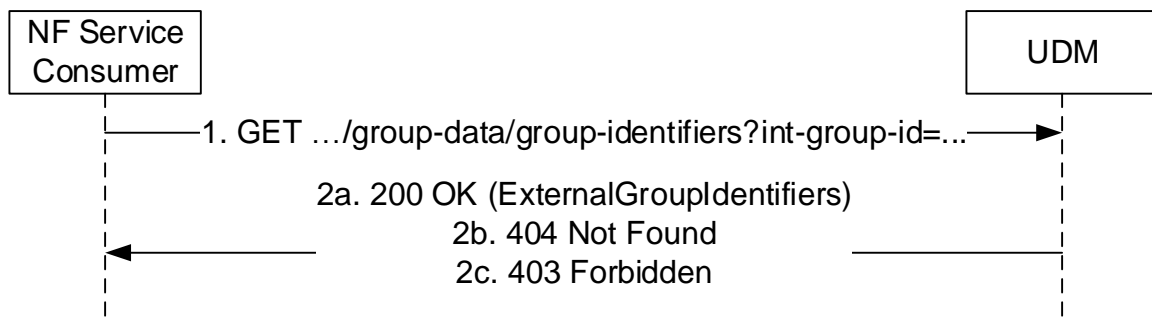 NF Service
Consumer
UDM
1. GET …/group-data/group-identifiers?int-group-id=...
2a. 200 OK (ExternalGroupIdentifiers)
2b. 404 Not Found
2c. 403 Forbidden